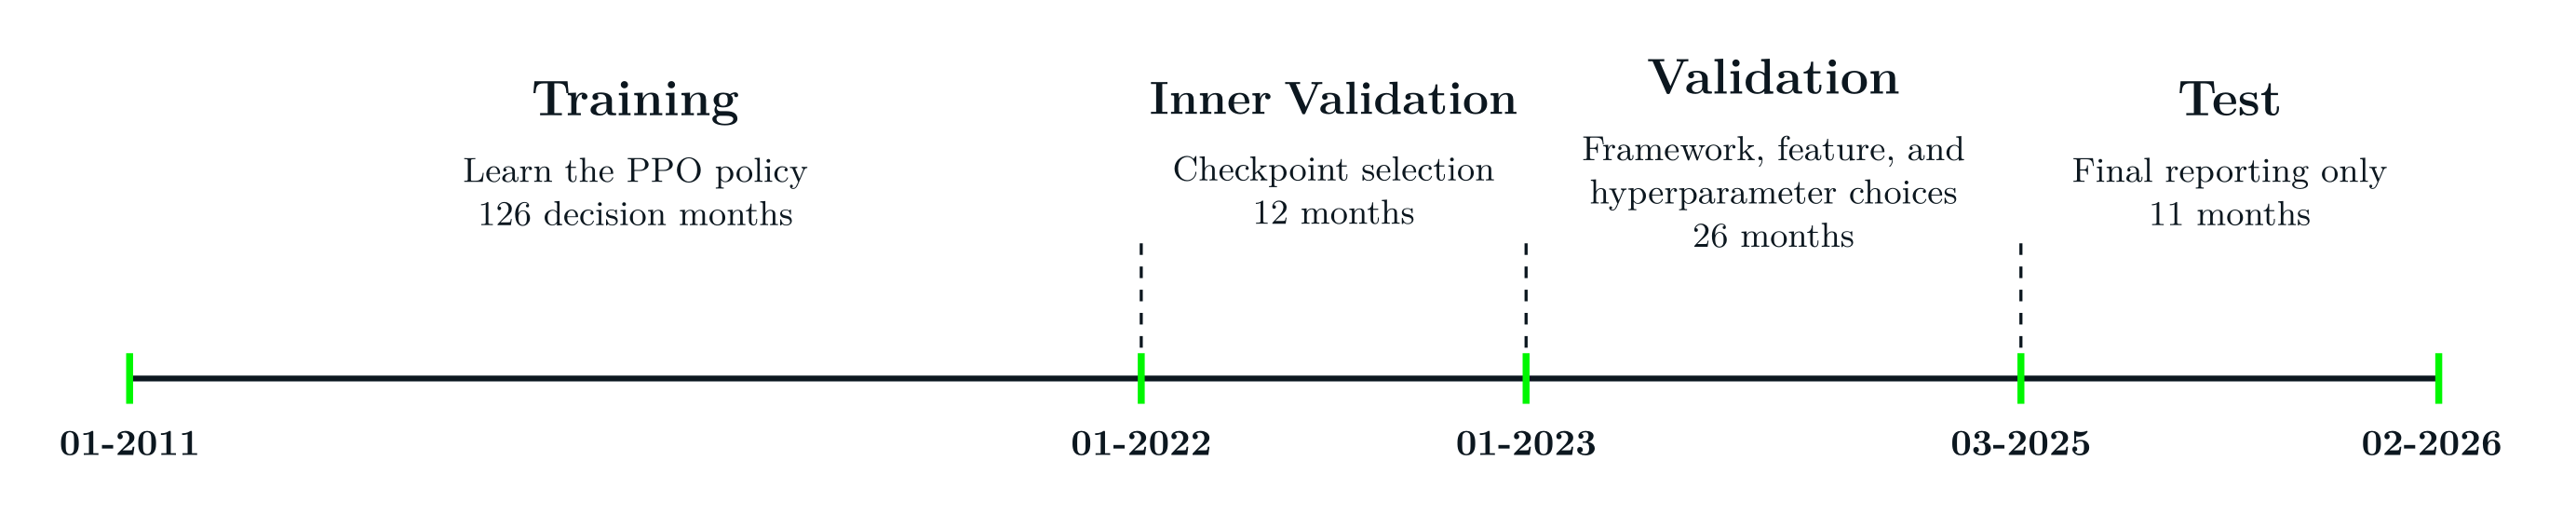 Training
Learn the PPO policy
126 decision months
Inner Validation
Checkpoint selection
12 months
Validation
Framework, feature, and
hyperparameter choices
26 months
Test
Final reporting only
11 months
01-2011
01-2022
01-2023
03-2025
02-2026